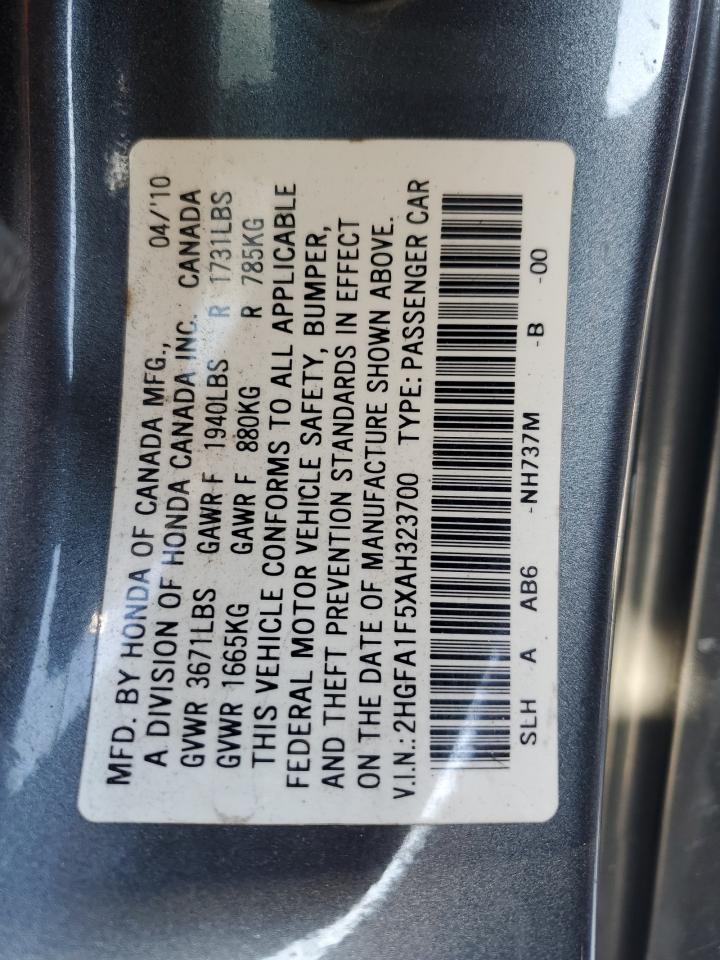 MFD. BY HONDA OF CANADA MFG., 04/'10
A DIVISION OF HONDA CANADA INC. CANADA
GVWR 3671LBS GAWR F 1940LBS R 1731LBS
GVWR 1665KG GAWR F 880KG R 785KG
THIS VEHICLE CONFORMS TO ALL APPLICABLE
FEDERAL MOTOR VEHICLE SAFETY, BUMPER,
AND THEFT PREVENTION STANDARDS IN EFFECT
ON THE DATE OF MANUFACTURE SHOWN ABOVE.
V.I.N.: 2HGFA1F5XAH323700 TYPE: PASSENGER CAR
SLH A AB6 -NH737M -B -00